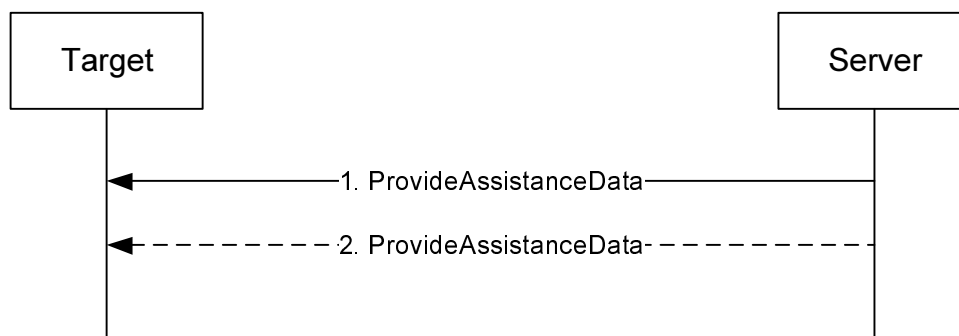 Target
Server
1. ProvideAssistanceData
2. ProvideAssistanceData